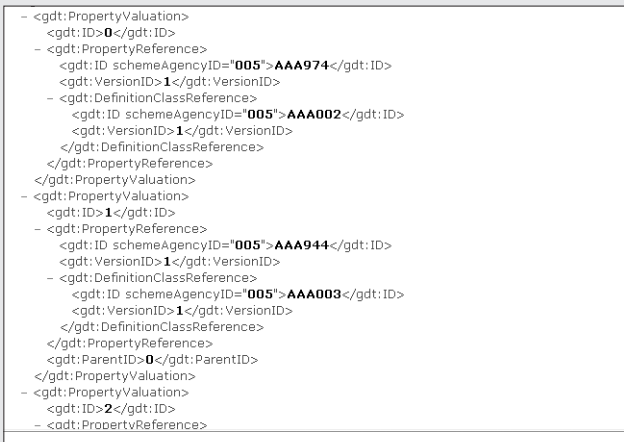 – <gdt:PropertyValuation>
<gdt:ID>0</gdt:ID>
– <gdt:PropertyReference>
<gdt:ID schemeAgencyID="005">AAA974</gdt:ID>
<gdt:VersionID>1</gdt:VersionID>
– <gdt:DefinitionClassReference>
<gdt:ID schemeAgencyID="005">AAA002</gdt:ID>
<gdt:VersionID>1</gdt:VersionID>
</gdt:DefinitionClassReference>
</gdt:PropertyReference>
</gdt:PropertyValuation>
– <gdt:PropertyValuation>
<gdt:ID>1</gdt:ID>
– <gdt:PropertyReference>
<gdt:ID schemeAgencyID="005">AAA944</gdt:ID>
<gdt:VersionID>1</gdt:VersionID>
– <gdt:DefinitionClassReference>
<gdt:ID schemeAgencyID="005">AAA003</gdt:ID>
<gdt:VersionID>1</gdt:VersionID>
</gdt:DefinitionClassReference>
</gdt:PropertyReference>
<gdt:ParentID>0</gdt:ParentID>
</gdt:PropertyValuation>
– <gdt:PropertyValuation>
<gdt:ID>2</gdt:ID>
– <gdt:PropertyReference>